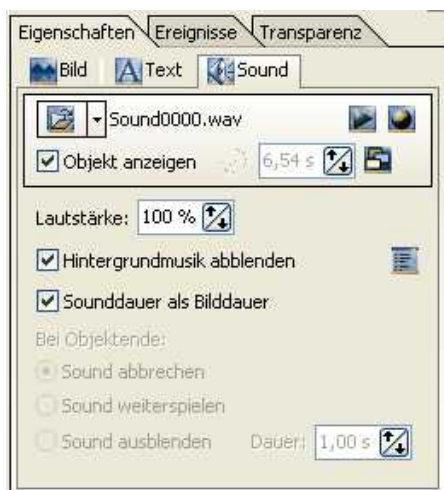 Eigenschaften Ereignisse Transparenz
Bild Text Sound
Sound0000.wav
Objekt anzeigen 6,54 s
Lautstärke: 100 %
Hintergrundmusik abblenden
Sounddauer als Bilddauer
Bei Objektende:
Sound abbrechen
Sound weiterspielen
Sound ausblenden Dauer: 1,00 s